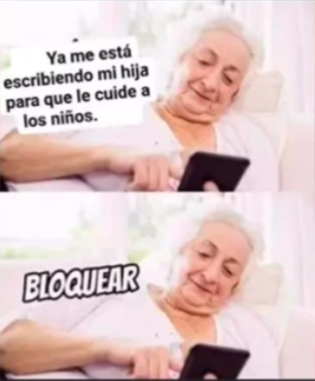 Ya me está
escribiendo mi hija
para que le cuide a
los niños.
BLOQUEAR